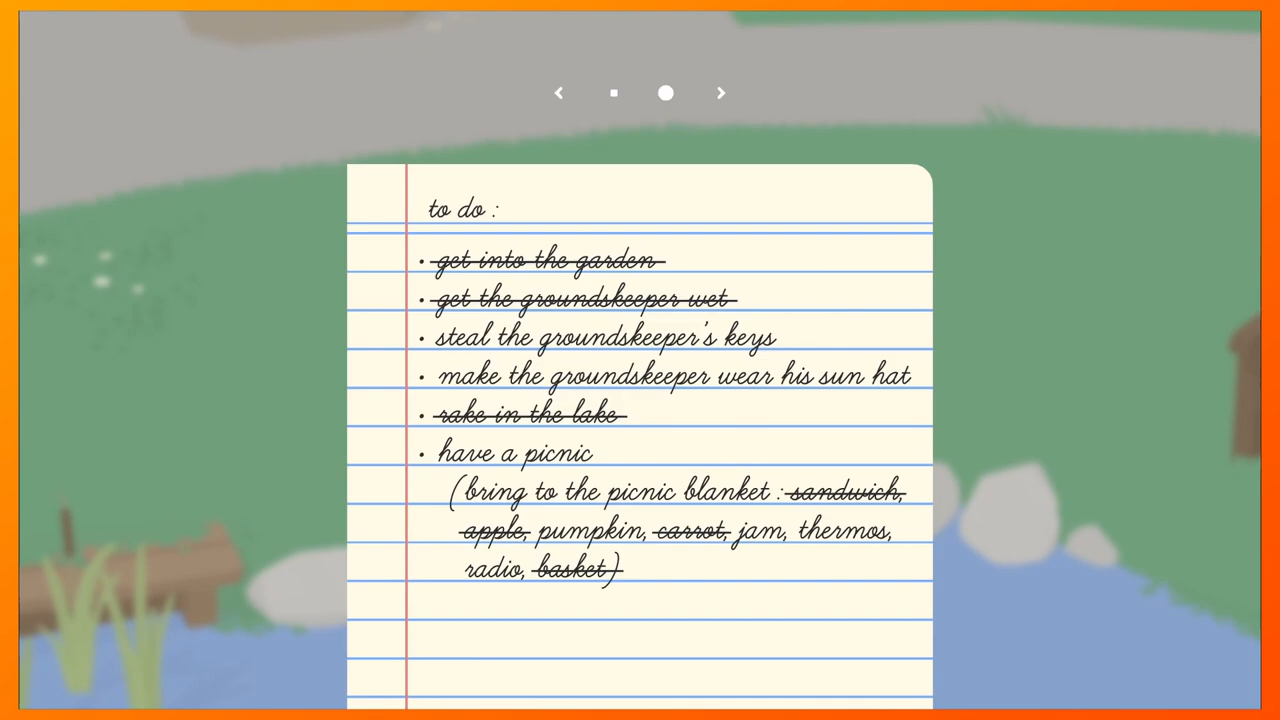 to do :
• get into the garden
• get the groundskeeper wet
• steal the groundskeeper's keys
• make the groundskeeper wear his sun hat
• rake in the lake
• have a picnic
(bring to the picnic blanket : sandwich,
apple, pumpkin, carrot, jam, thermos,
radio, basket)